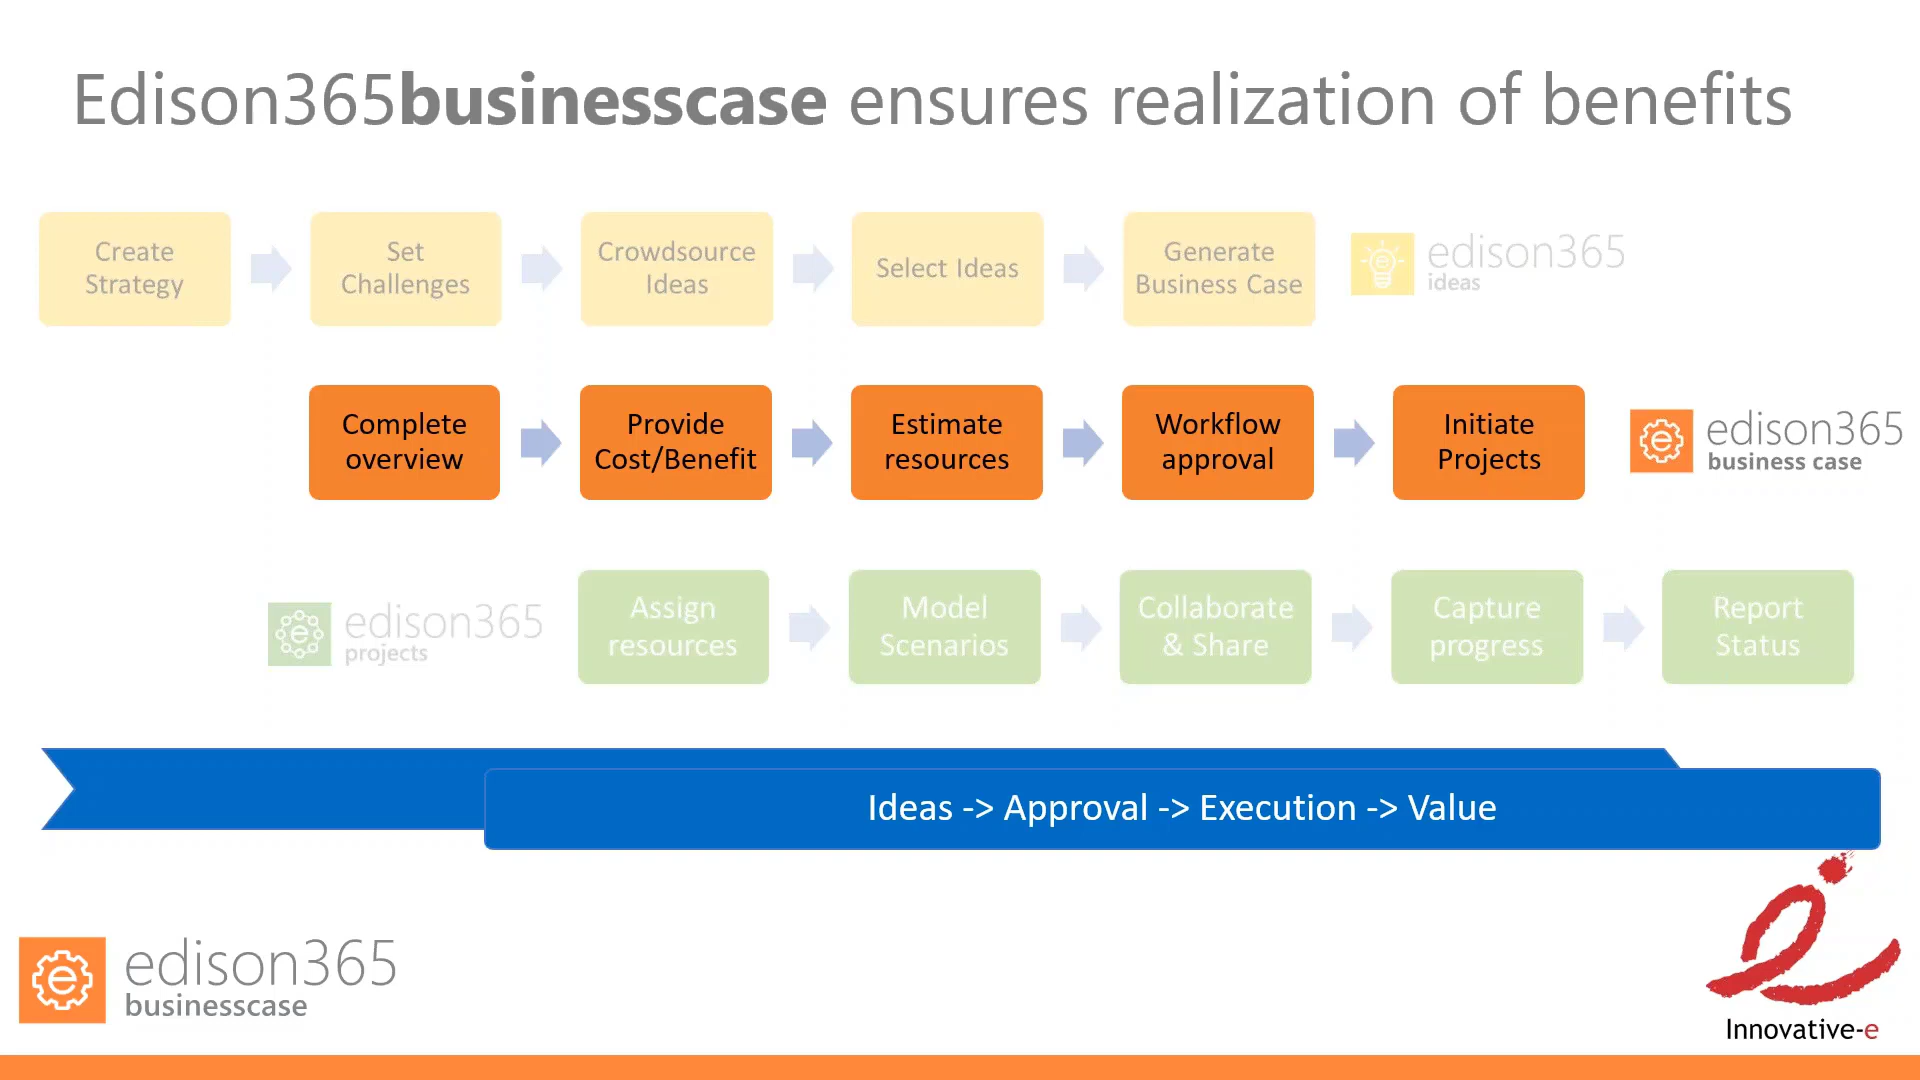 Edison365businesscase ensures realization of benefits
Create
Strategy
Set
Challenges
Crowdsource
Ideas
Select Ideas
Generate
Business Case
edison365
ideas
Complete
overview
Provide
Cost/Benefit
Estimate
resources
Workflow
approval
Initiate
Projects
edison365
business case
edison365
projects
Assign
resources
Model
Scenarios
Collaborate
& Share
Capture
progress
Report
Status
Ideas -> Approval -> Execution -> Value
edison365
businesscase
Innovative-e